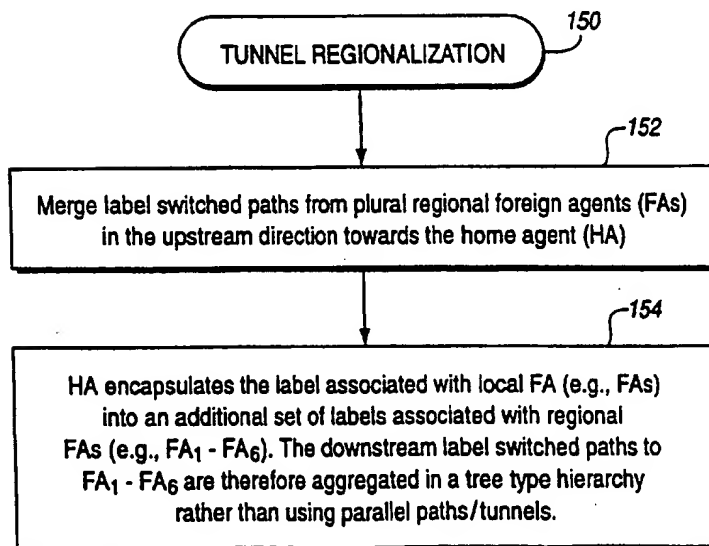 150
TUNNEL REGIONALIZATION
152
Merge label switched paths from plural regional foreign agents (FAs)
in the upstream direction towards the home agent (HA)
154
HA encapsulates the label associated with local FA (e.g., FAs)
into an additional set of labels associated with regional
FAs (e.g., FA₁ - FA₆). The downstream label switched paths to
FA₁ - FA₆ are therefore aggregated in a tree type hierarchy
rather than using parallel paths/tunnels.